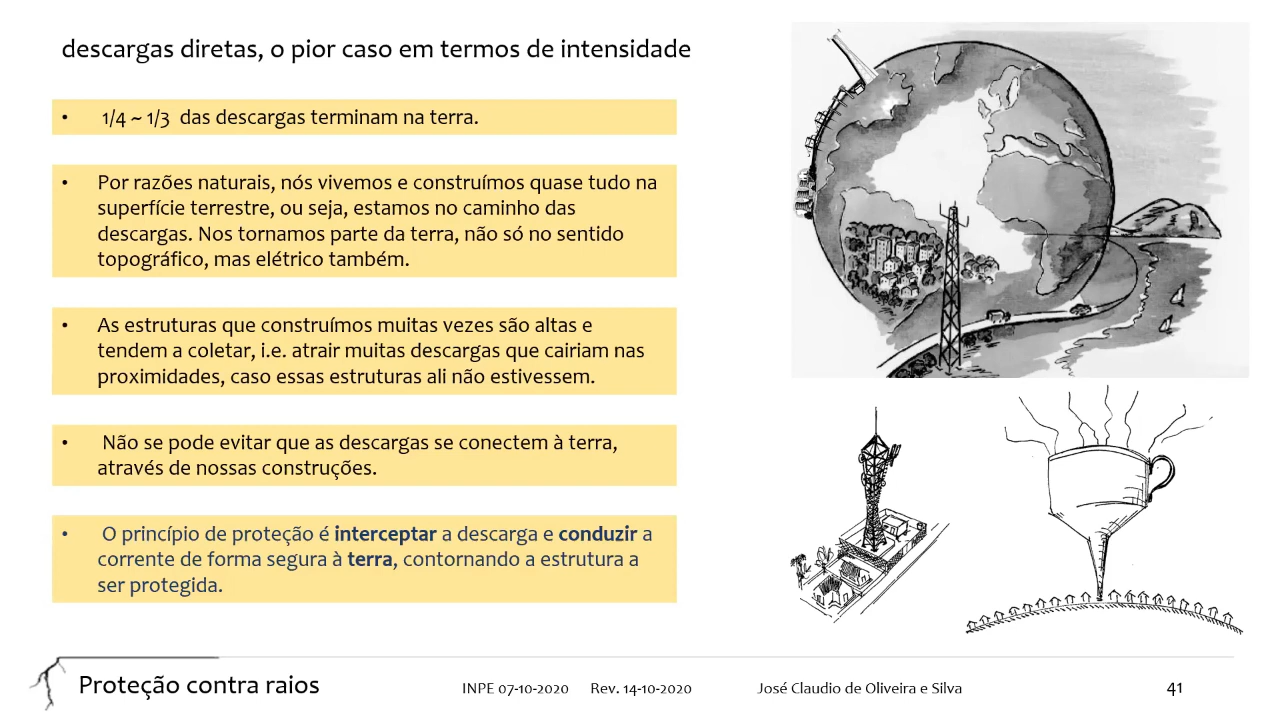 descargas diretas, o pior caso em termos de intensidade
• 1/4 ~ 1/3 das descargas terminam na terra.
• Por razões naturais, nós vivemos e construímos quase tudo na
superfície terrestre, ou seja, estamos no caminho das
descargas. Nos tornamos parte da terra, não só no sentido
topográfico, mas elétrico também.
• As estruturas que construímos muitas vezes são altas e
tendem a coletar, i.e. atrair muitas descargas que cairiam nas
proximidades, caso essas estruturas ali não estivessem.
• Não se pode evitar que as descargas se conectem à terra,
através de nossas construções.
• O princípio de proteção é interceptar a descarga e conduzir a
corrente de forma segura à terra, contornando a estrutura a
ser protegida.
Proteção contra raios
INPE 07-10-2020 Rev. 14-10-2020
José Claudio de Oliveira e Silva
41